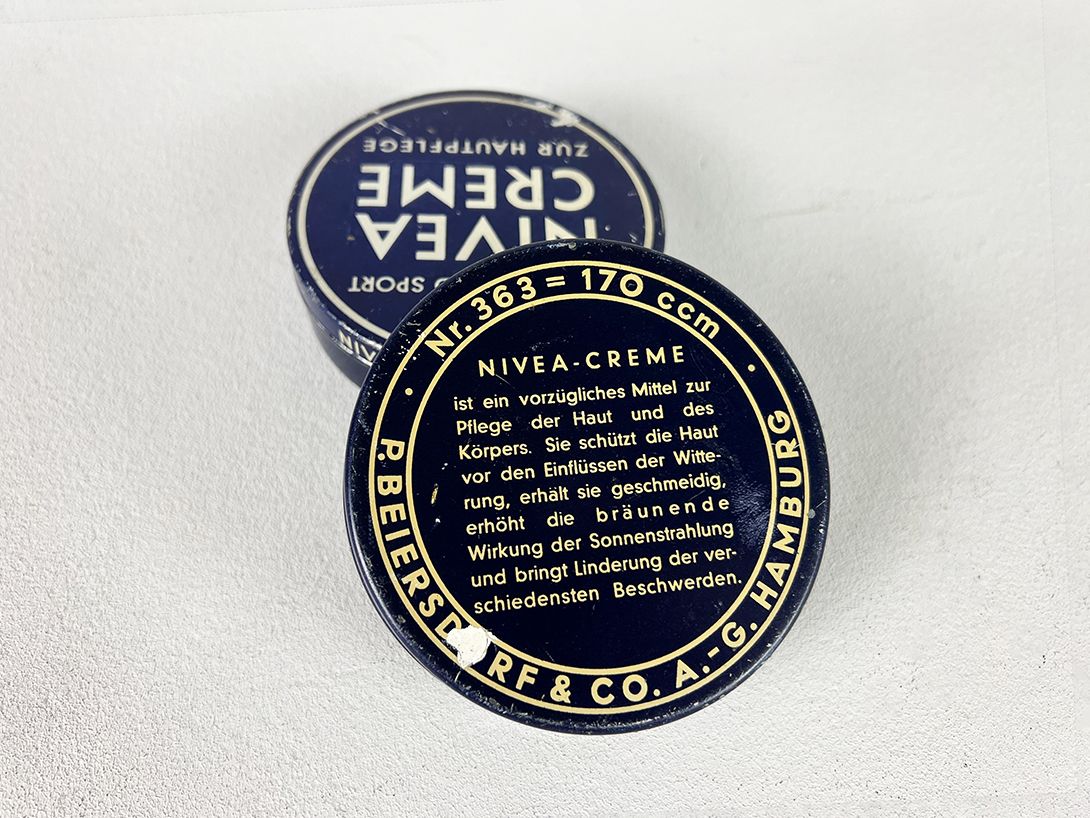 ZUR HAUTPFLEGE
CREME
NIVEA
SPORT
Nr. 363 = 170 ccm
NIVEA-CREME
ist ein vorzügliches Mittel zur
Pflege der Haut und des
Körpers. Sie schützt die Haut
vor den Einflüssen der Witte-
rung, erhält sie geschmeidig,
erhöht die bräunende
Wirkung der Sonnenstrahlung
und bringt Linderung der ver-
schiedensten Beschwerden.
P. BEIERSDORF & CO. A.-G. HAMBURG